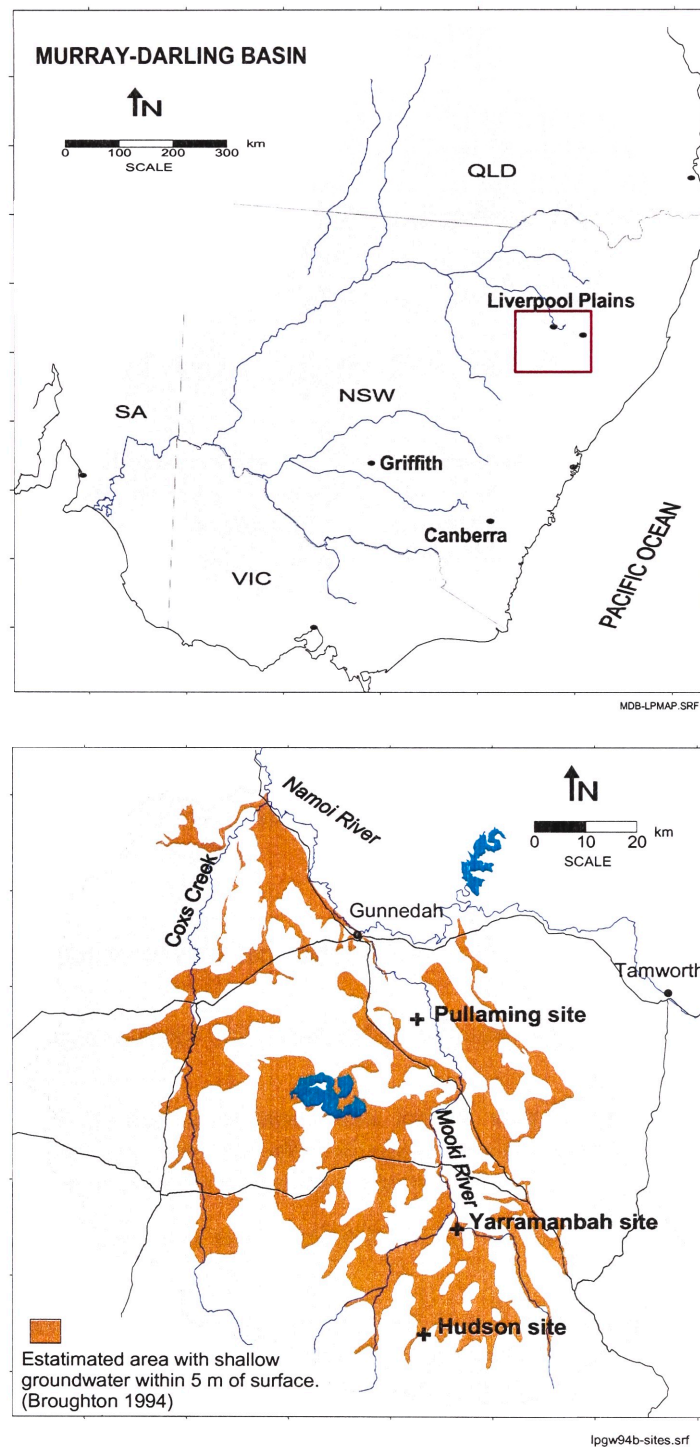 MURRAY-DARLING BASIN
N
0 100 200 300 km
SCALE
QLD
Liverpool Plains
NSW
SA
Griffith
Canberra
VIC
PACIFIC OCEAN
MDB-LPMAP.SRF
Namoi River
N
0 10 20 km
SCALE
Coxs Creek
Gunnedah
Tamworth
Pullaming site
Mooki River
Yarramanbah site
Hudson site
Estatimated area with shallow
groundwater within 5 m of surface.
(Broughton 1994)
lpgw94b-sites.srf